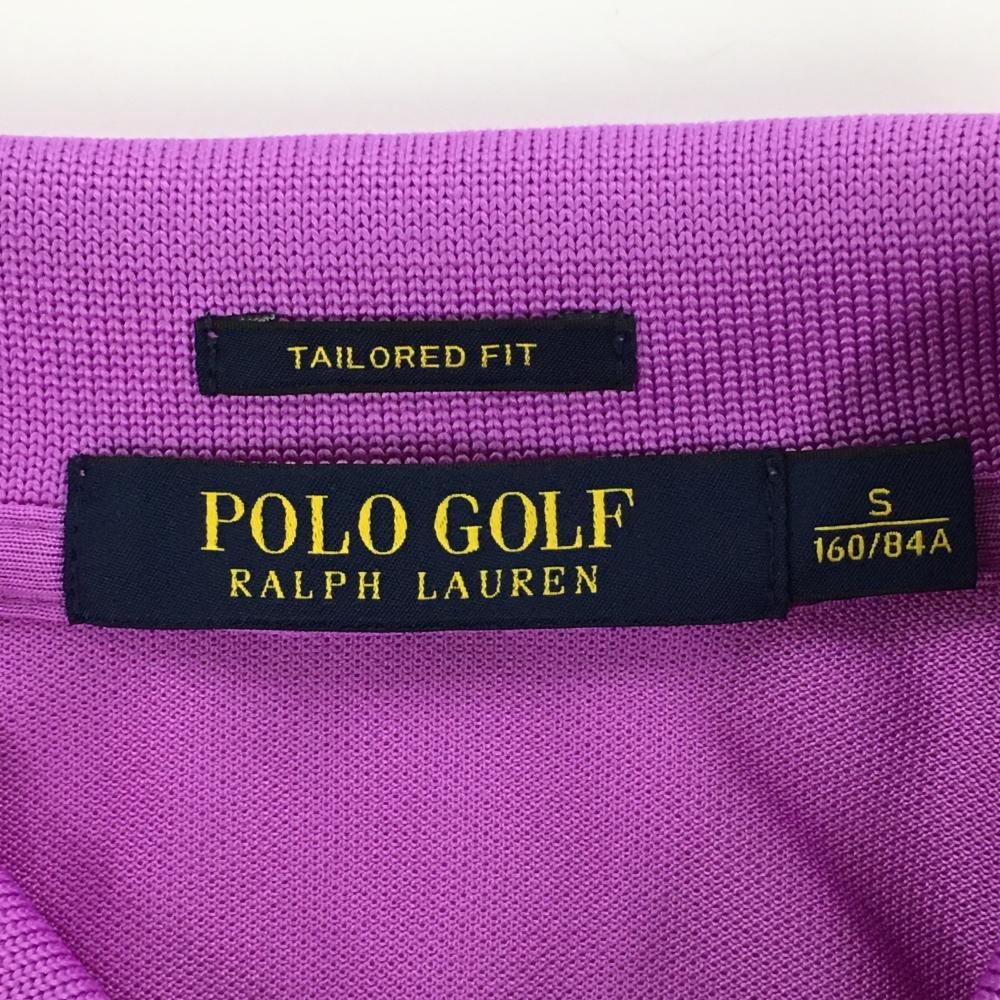 TAILORED FIT
POLO GOLF
RALPH LAUREN
S
160/84A